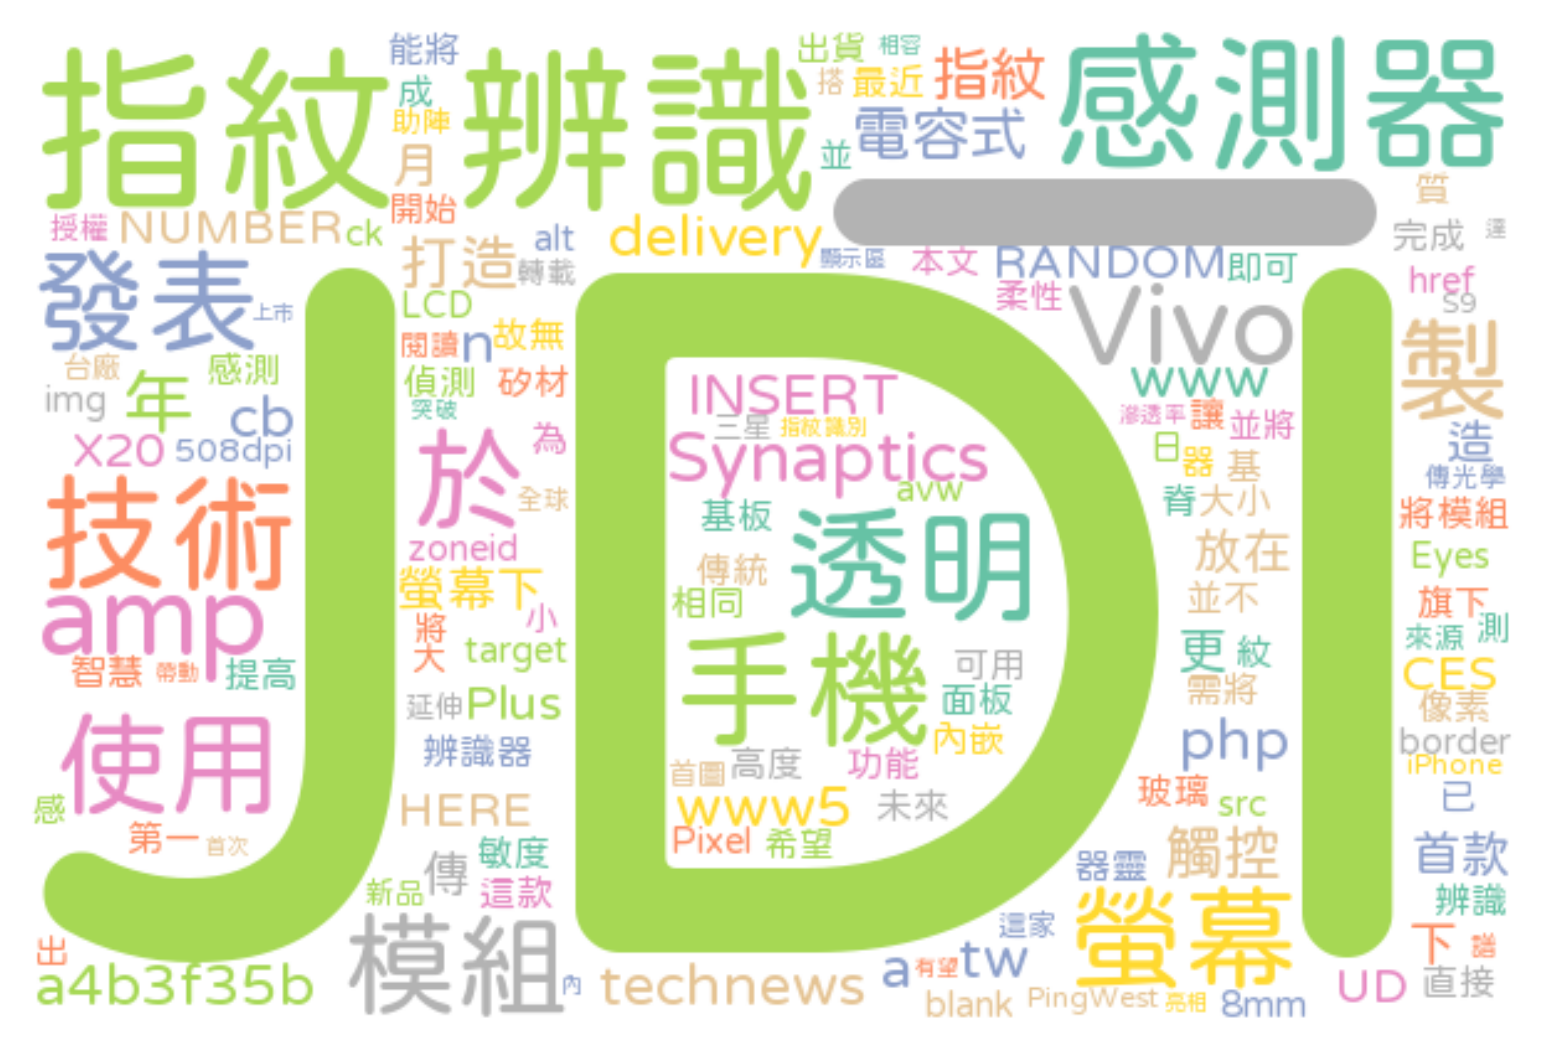 指紋辨識
能將
成
助陣
月
開始
出貨
相容
搭
最近
指紋
並
電容式
感測器
質
完成
達
授權
NUMBER
ck
打造
alt
轉載
delivery
顯示區
本文
RANDOM
即可
柔性
href
S9
發表
上市
LCD
閱讀
n
故無
Vivo
製
台廠
感測
img
年
cb
偵測
矽材
突破
INSERT
三星
指紋識別
www
滲透率
讓
並將
X20
508dpi
於
為
Synaptics
avw
日
器
基
造
傳光學
技術
全球
基板
透明
脊
大小
將模組
zoneid
傳統
放在
Eyes
amp
螢幕下
小
相同
並不
旗下
將
大
target
手機
可用
更
紋
來源
測
智慧
帶動
提高
延伸
Plus
面板
需將
CES
像素
使用
辨識器
內嵌
首圖
高度
功能
php
border
iPhone
感
HERE
www5
未來
玻璃
src
已
第一
首次
敏度
Pixel
希望
觸控
首款
傳
新品
這款
器靈
辨識
JDI
模組
這家
螢幕
下
譜
出
a4b3f35b
內
technews
a
有望
tw
UD
直接
blank
PingWest
亮相
8mm